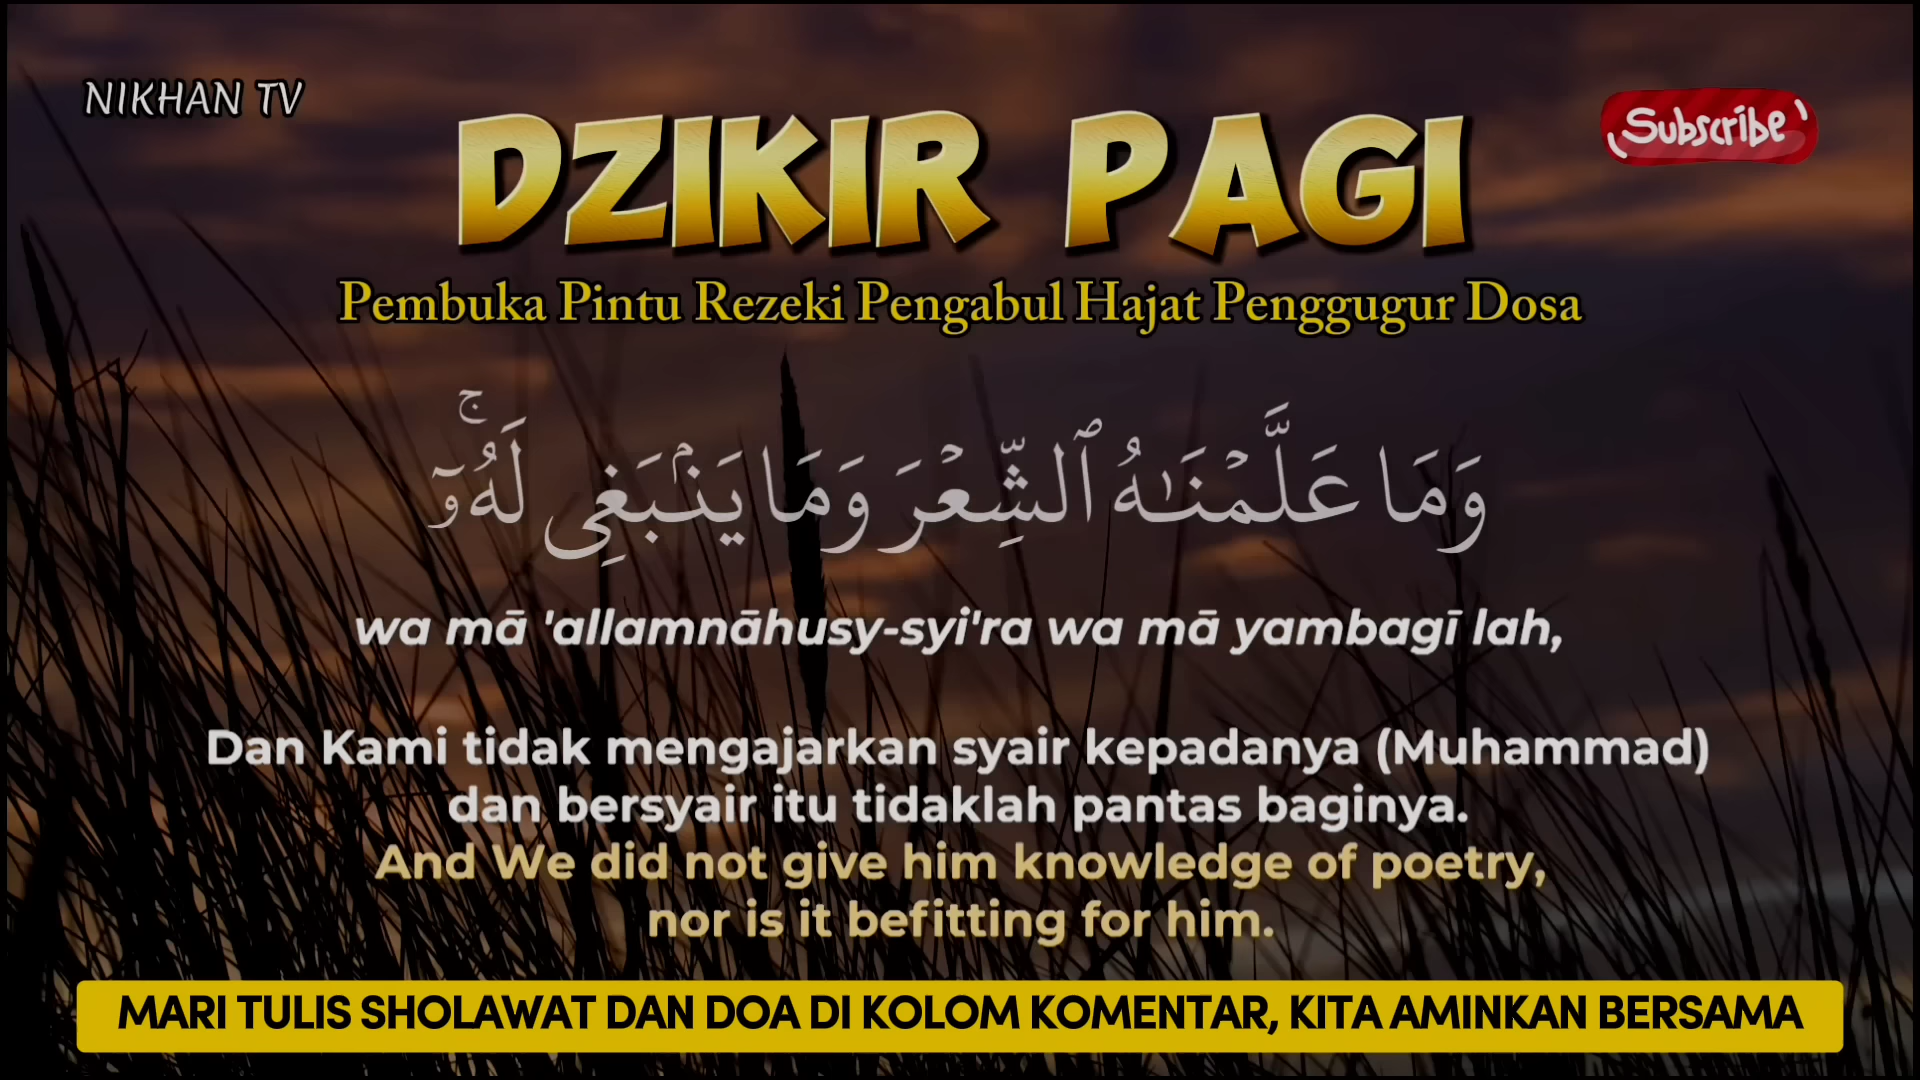 NIKHAN TV
Subscribe
DZIKIR PAGI
Pembuka Pintu Rezeki Pengabul Hajat Penggugur Dosa
وَمَا عَلَّمۡنَٰهُ ٱلشِّعۡرَ وَمَا يَنۢبَغِي لَهُۥٓۚ
wa mā 'allamnāhusy-syi'ra wa mā yambagī lah,
Dan Kami tidak mengajarkan syair kepadanya (Muhammad)
dan bersyair itu tidaklah pantas baginya.
And We did not give him knowledge of poetry,
nor is it befitting for him.
MARI TULIS SHOLAWAT DAN DOA DI KOLOM KOMENTAR, KITA AMINKAN BERSAMA